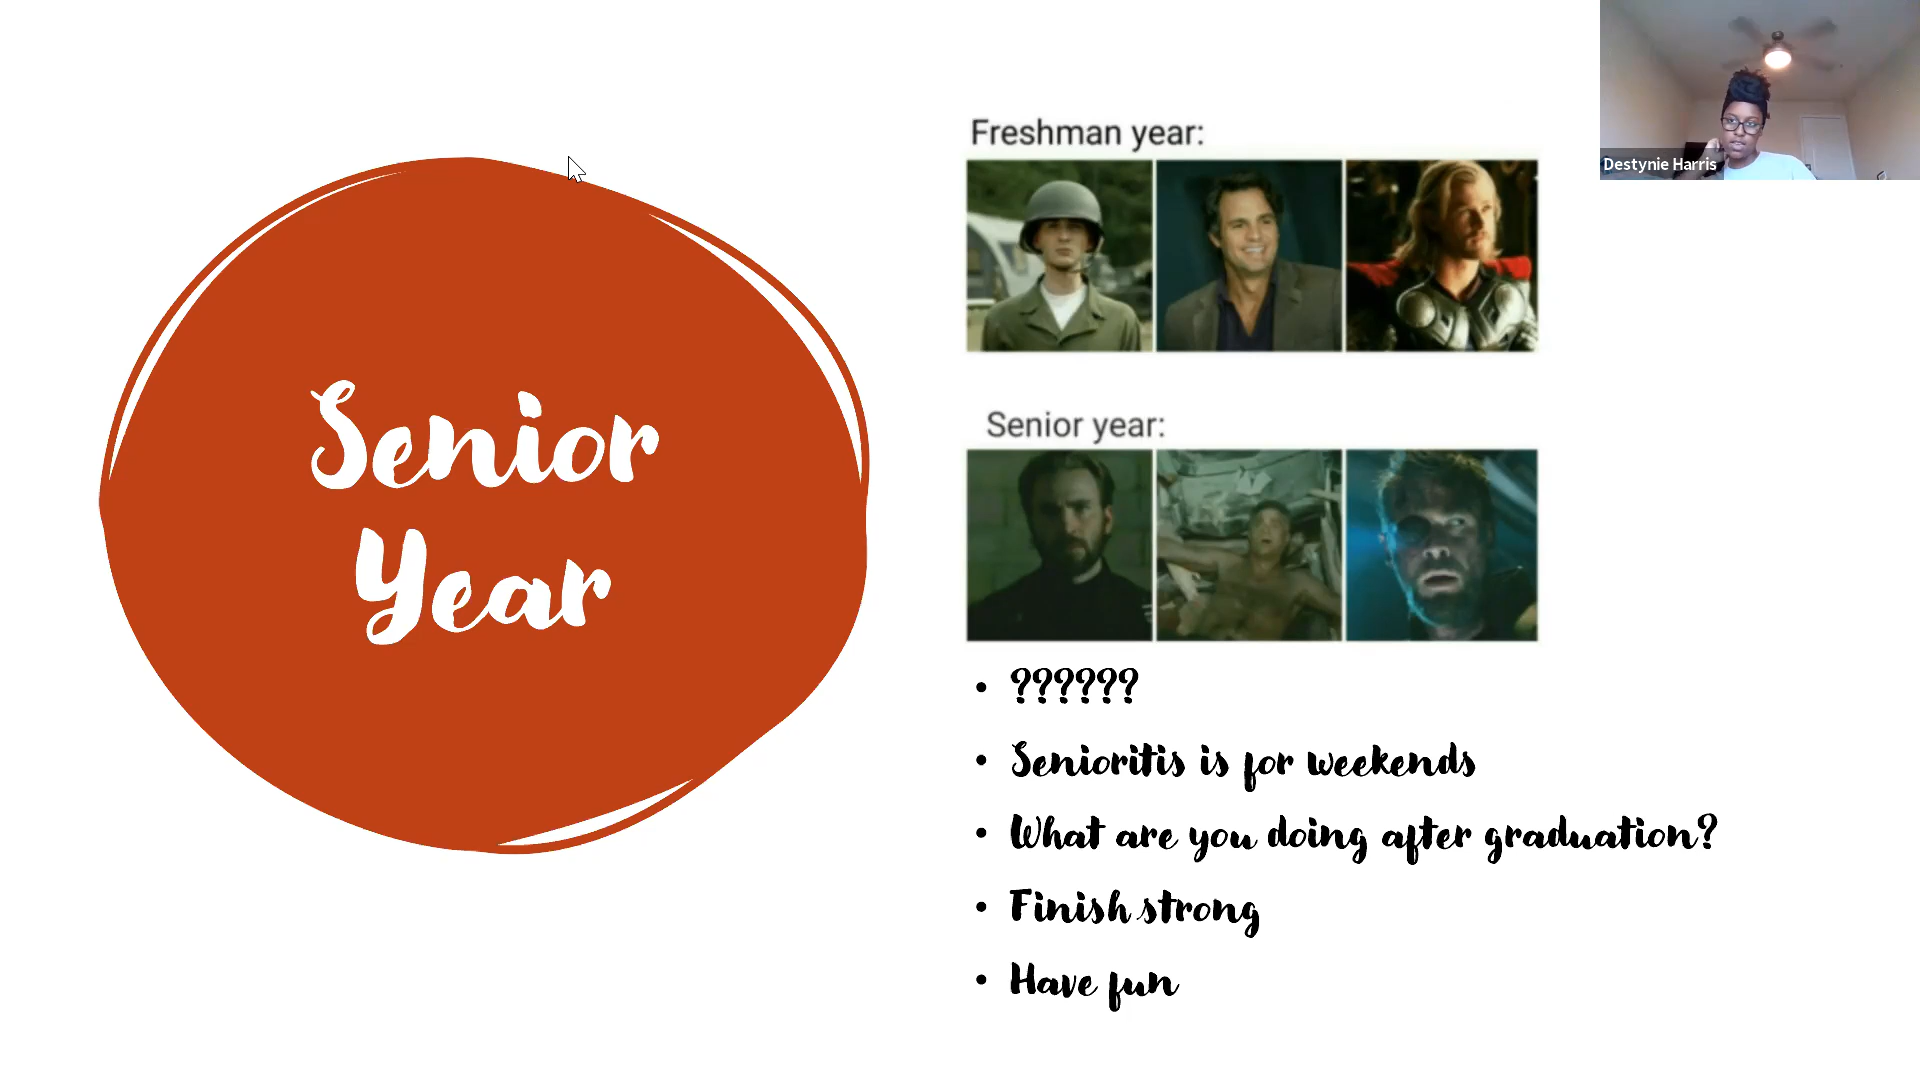 Senior
Year
Freshman year:
Senior year:
• ??????
• Senioritis is for weekends
• What are you doing after graduation?
• Finish strong
• Have fun
Destynie Harris